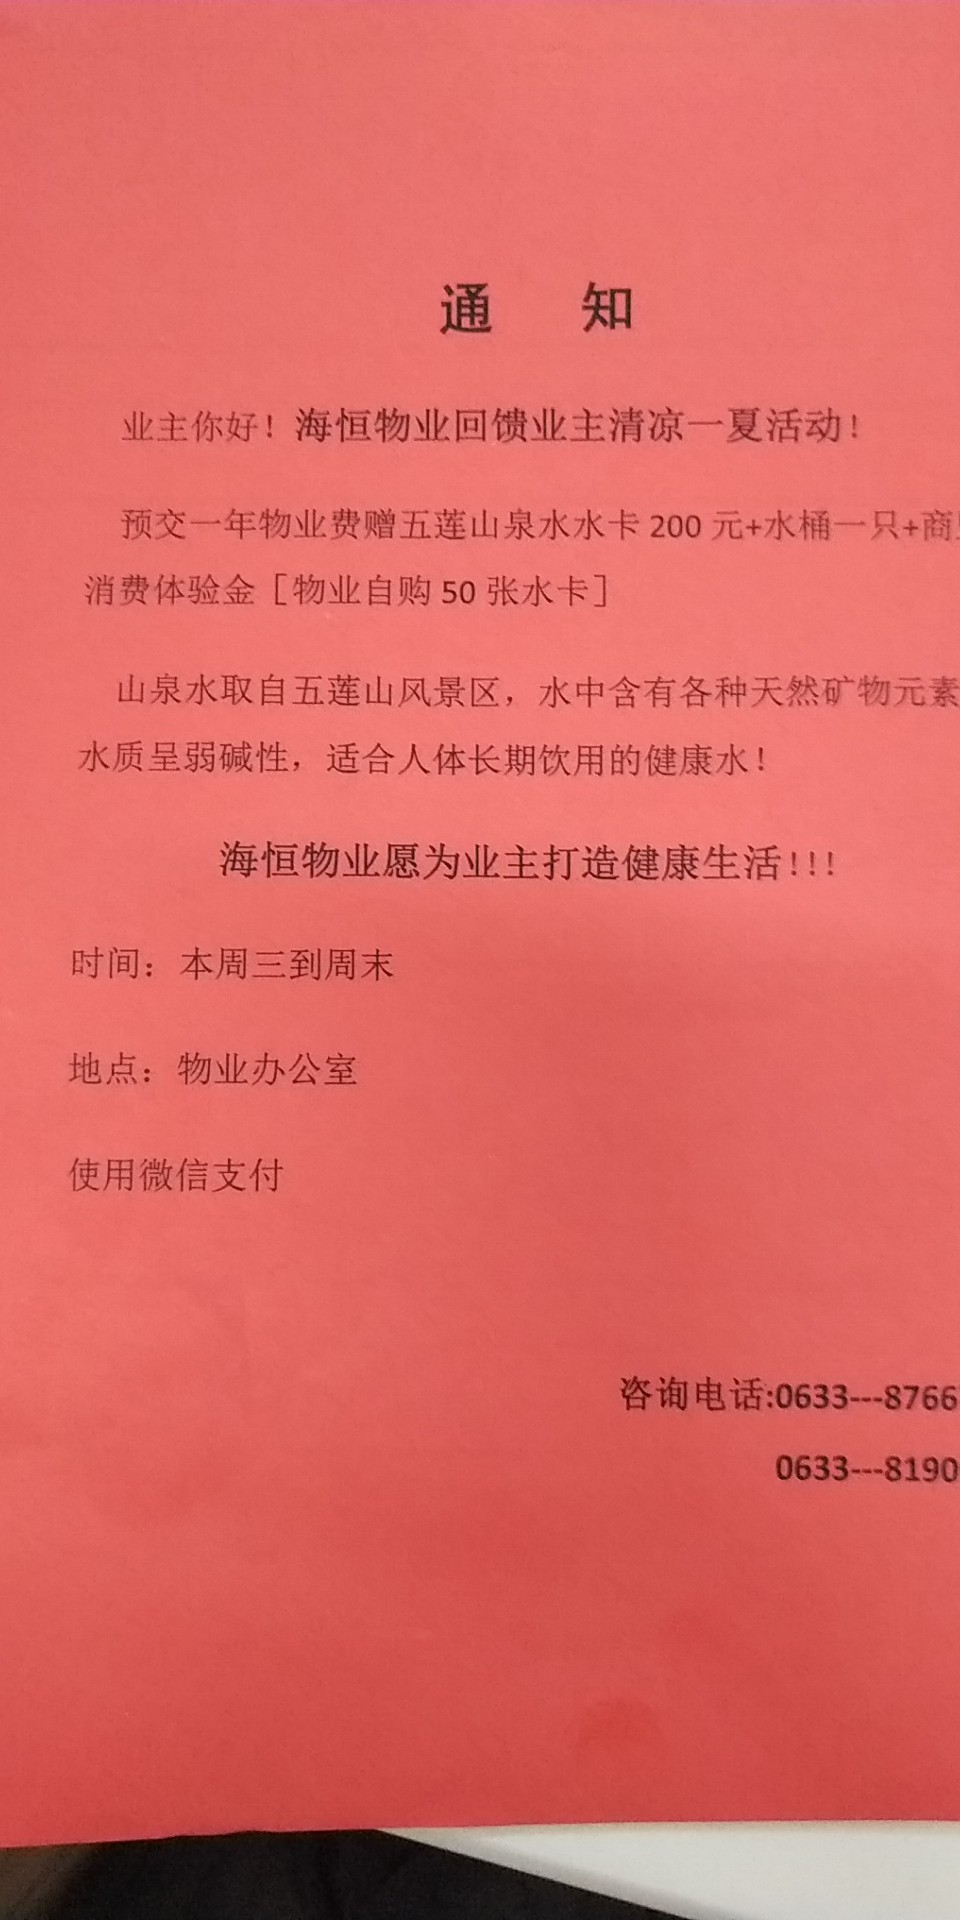 通 知
业主你好！海恒物业回馈业主清凉一夏活动！
预交一年物业费赠五莲山泉水水卡 200 元+水桶一只+商
消费体验金［物业自购 50 张水卡］
山泉水取自五莲山风景区，水中含有各种天然矿物元素
水质呈弱碱性，适合人体长期饮用的健康水！
海恒物业愿为业主打造健康生活!!!
时间：本周三到周末
地点：物业办公室
使用微信支付
咨询电话:0633---8766
0633---8190